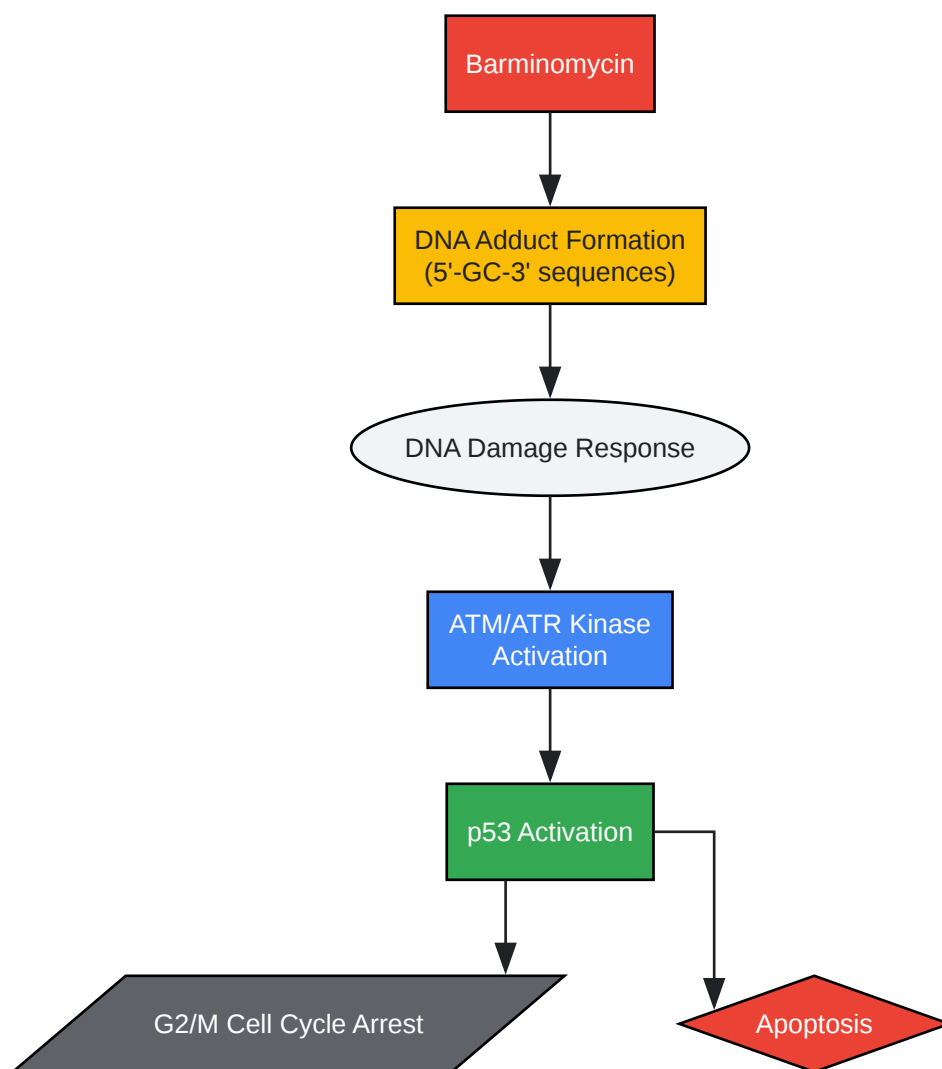 Barminomycin
DNA Adduct Formation
(5'-GC-3' sequences)
DNA Damage Response
ATM/ATR Kinase
Activation
p53 Activation
G2/M Cell Cycle Arrest
Apoptosis